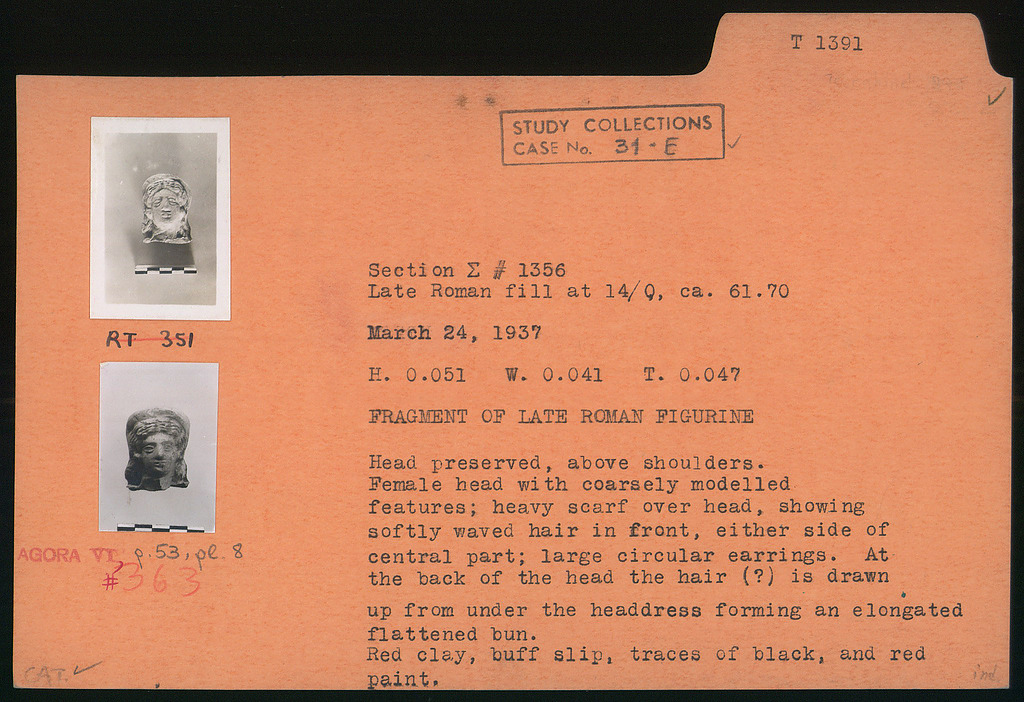 T 1391
STUDY COLLECTIONS
CASE No. 31 - E
Section Σ # 1356
Late Roman fill at 14/Q, ca. 61.70
RT 351
March 24, 1937
H. 0.051 W. 0.041 T. 0.047
FRAGMENT OF LATE ROMAN FIGURINE
Head preserved, above shoulders.
Female head with coarsely modelled
features; heavy scarf over head, showing
softly waved hair in front, either side of
central part; large circular earrings. At
the back of the head the hair (?) is drawn
up from under the headdress forming an elongated
flattened bun.
Red clay, buff slip, traces of black, and red
paint.
AGORA VI, p. 53, pl. 8
#363
CAT. ✓